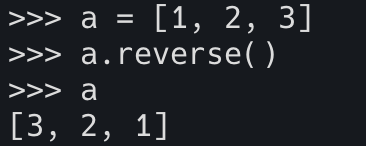 >>> a = [1, 2, 3]
>>> a.reverse()
>>> a
[3, 2, 1]